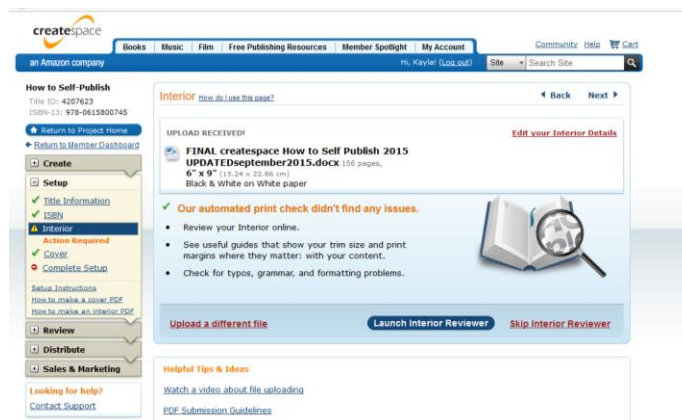 createspace
an Amazon company
Books Music Film Free Publishing Resources Member Spotlight My Account
Community Help Cart
Hi, Kayla! (Log out) Site Search Site
How to Self-Publish
Title ID: 4207623
ISBN-13: 978-0615800745
Return to Project Home
Return to Member Dashboard
Create
Setup
Title Information
ISBN
Interior
Action Required
Cover
Complete Setup
Setup Instructions
How to make a cover PDF
How to make an interior PDF
Review
Distribute
Sales & Marketing
Looking for help?
Contact Support
Interior How do I use this page?
Back Next
UPLOAD RECEIVED!
Edit your Interior Details
FINAL createspace How to Self Publish 2015
UPDATEDseptember2015.docx 156 pages,
6" x 9" (15.24 x 22.86 cm)
Black & White on White paper
Our automated print check didn't find any issues.
• Review your Interior online.
• See useful guides that show your trim size and print
margins where they matter: with your content.
• Check for typos, grammar, and formatting problems.
Upload a different file Launch Interior Reviewer Skip Interior Reviewer
Helpful Tips & Ideas
Watch a video about file uploading
PDF Submission Guidelines